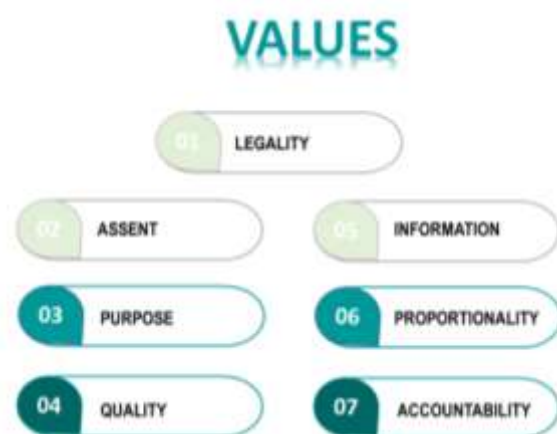 VALUES
01 LEGALITY
02 ASSENT
03 PURPOSE
04 QUALITY
05 INFORMATION
06 PROPORTIONALITY
07 ACCOUNTABILITY